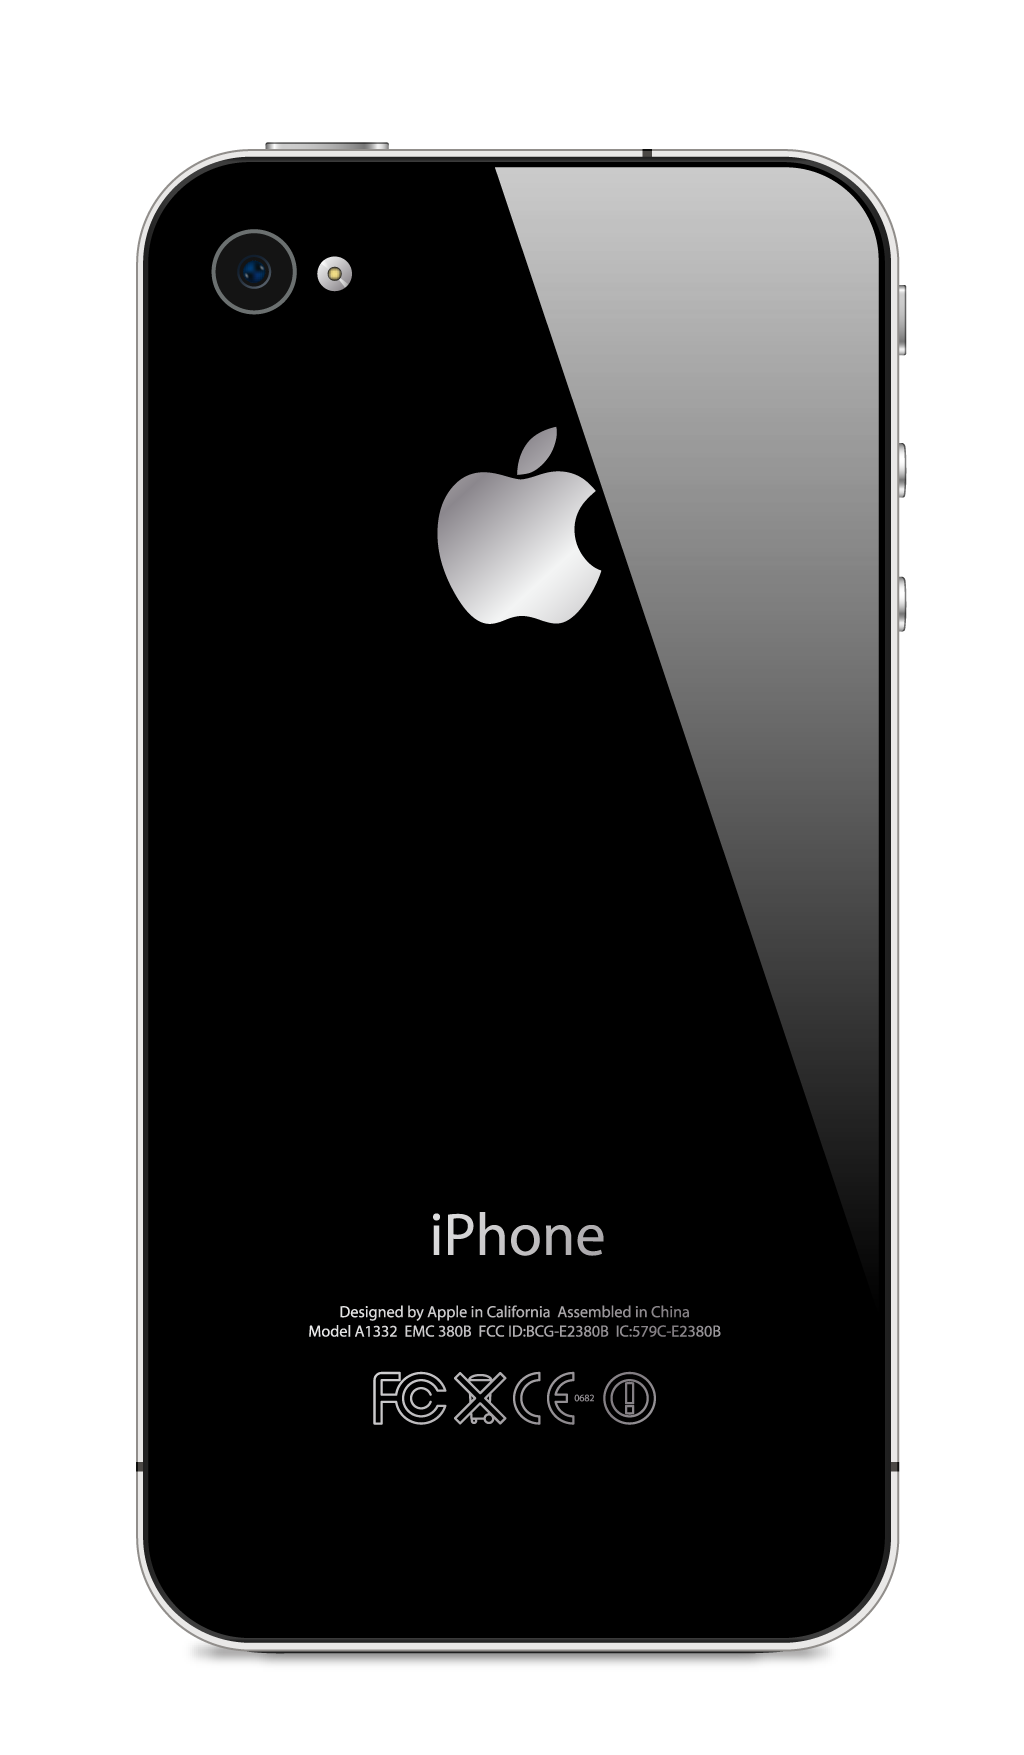 iPhone
Designed by Apple in California  Assembled in China
Model A1332  EMC 380B  FCC ID:BCG-E2380B  IC:579C-E2380B
FC CE 0682 !